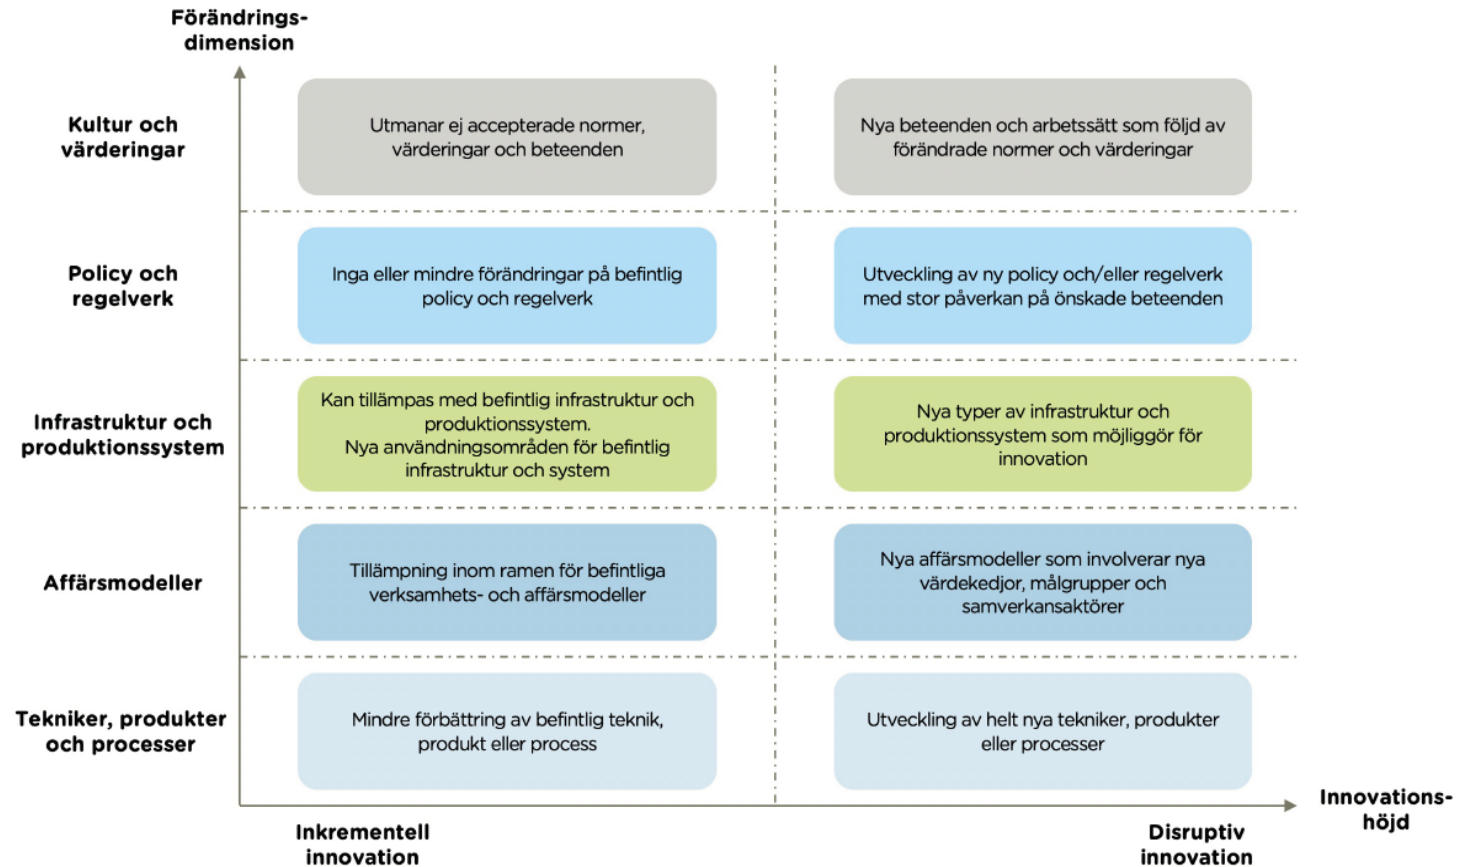 Förändrings-
dimension
Kultur och
värderingar
Utmanar ej accepterade normer,
värderingar och beteenden
Nya beteenden och arbetssätt som följd av
förändrade normer och värderingar
Policy och
regelverk
Inga eller mindre förändringar på befintlig
policy och regelverk
Utveckling av ny policy och/eller regelverk
med stor påverkan på önskade beteenden
Infrastruktur och
produktionssystem
Kan tillämpas med befintlig infrastruktur och
produktionssystem.
Nya användningsområden för befintlig
infrastruktur och system
Nya typer av infrastruktur och
produktionssystem som möjliggör för
innovation
Affärsmodeller
Tillämpning inom ramen för befintliga
verksamhets- och affärsmodeller
Nya affärsmodeller som involverar nya
värdekedjor, målgrupper och
samverkansaktörer
Tekniker, produkter
och processer
Mindre förbättring av befintlig teknik,
produkt eller process
Utveckling av helt nya tekniker, produkter
eller processer
Innovations-
höjd
Inkrementell
innovation
Disruptiv
innovation